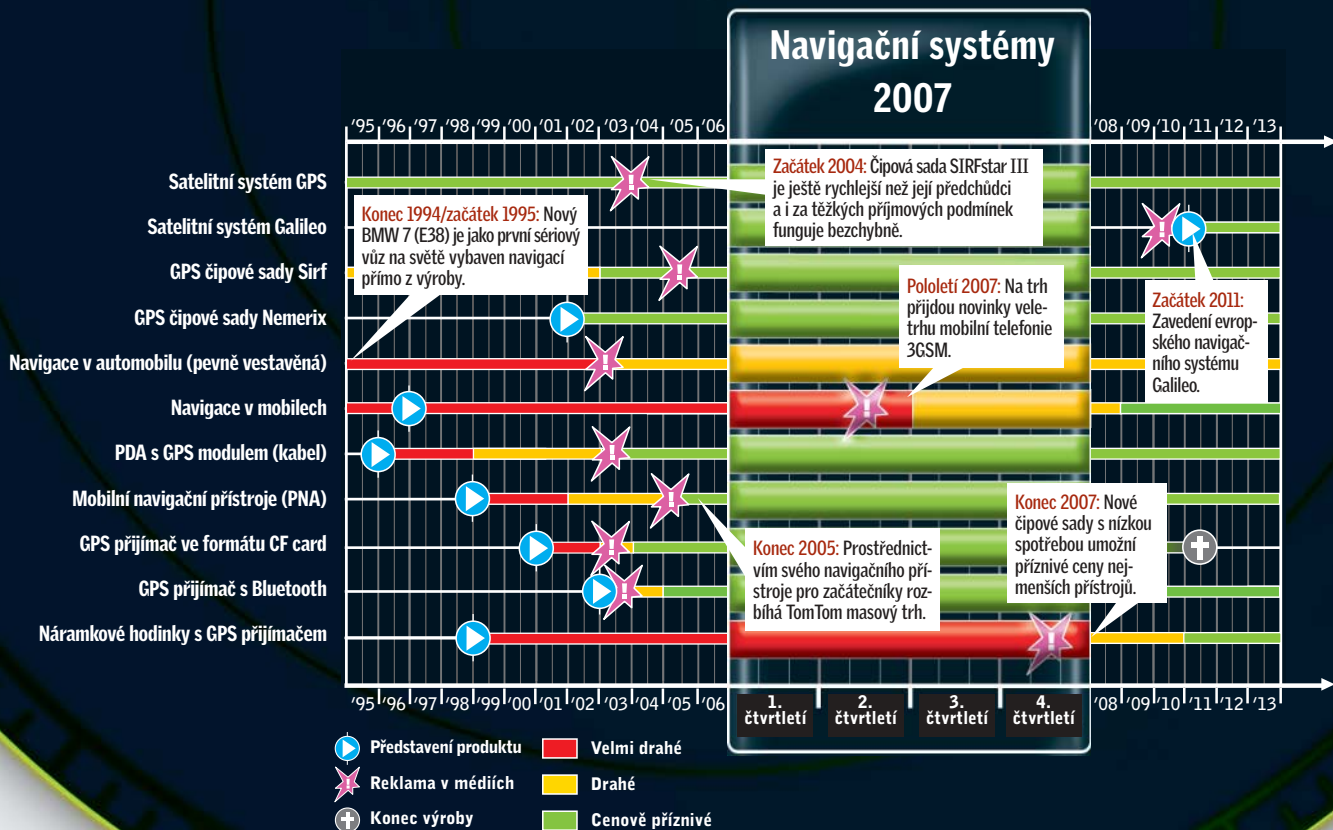 Navigační systémy
2007
'95 '96 '97 '98 '99 '00 '01 '02 '03 '04 '05 '06
'08 '09 '10 '11 '12 '13
Satelitní systém GPS
Satelitní systém Galileo
GPS čipové sady Sirf
GPS čipové sady Nemerix
Navigace v automobilu (pevně vestavěná)
Navigace v mobilech
PDA s GPS modulem (kabel)
Mobilní navigační přístroje (PNA)
GPS přijímač ve formátu CF card
GPS přijímač s Bluetooth
Náramkové hodinky s GPS přijímačem
Začátek 2004: Čipová sada SIRFstar III
je ještě rychlejší než její předchůdci
a i za těžkých příjmových podmínek
funguje bezchybně.
Konec 1994/začátek 1995: Nový
BMW 7 (E38) je jako první sériový
vůz na světě vybaven navigací
přímo z výroby.
Pololetí 2007: Na trh
přijdou novinky vele-
trhu mobilní telefonie
3GSM.
Začátek 2011:
Zavedení evrop-
ského navigač-
ního systému
Galileo.
Konec 2005: Prostřednict-
vím svého navigačního pří-
stroje pro začátečníky roz-
bíhá TomTom masový trh.
Konec 2007: Nové
čipové sady s nízkou
spotřebou umožní
příznivé ceny nej-
menších přístrojů.
'95 '96 '97 '98 '99 '00 '01 '02 '03 '04 '05 '06
1.
čtvrtletí
2.
čtvrtletí
3.
čtvrtletí
4.
čtvrtletí
'08 '09 '10 '11 '12 '13
Představení produktu
Velmi drahé
Reklama v médiích
Drahé
Konec výroby
Cenově příznivé